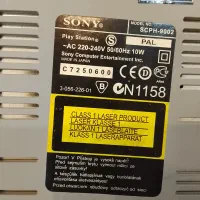 SONY
MODEL NO.
SCPH-9002
Play Station
PAL
~AC 220-240V 50/60Hz 10W
Sony Computer Entertainment Inc.
MADE IN JAPAN
C7250600
3-056-226-01
N1158
CLASS 1 LASER PRODUCT
LASER KLASSE 1
LUOKAN 1 LASERLAITE
KLASS 1 LASERAPPARAT